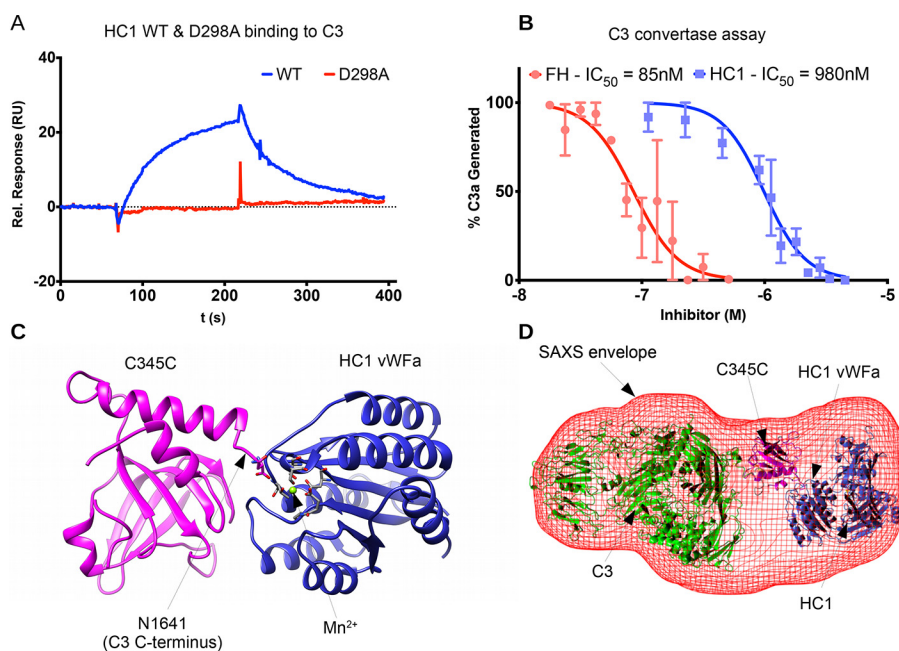 A
HC1 WT & D298A binding to C3
WT
D298A
40
20
0
-20
0
100
200
300
400
Rel. Response (RU)
t (s)
B
C3 convertase assay
FH - IC50 = 85nM
HC1 - IC50 = 980nM
100
50
0
-8
-7
-6
-5
% C3a Generated
Inhibitor (M)
C
C345C
HC1 vWFa
N1641
(C3 C-terminus)
Mn2+
D
SAXS envelope
C345C
HC1 vWFa
C3
HC1